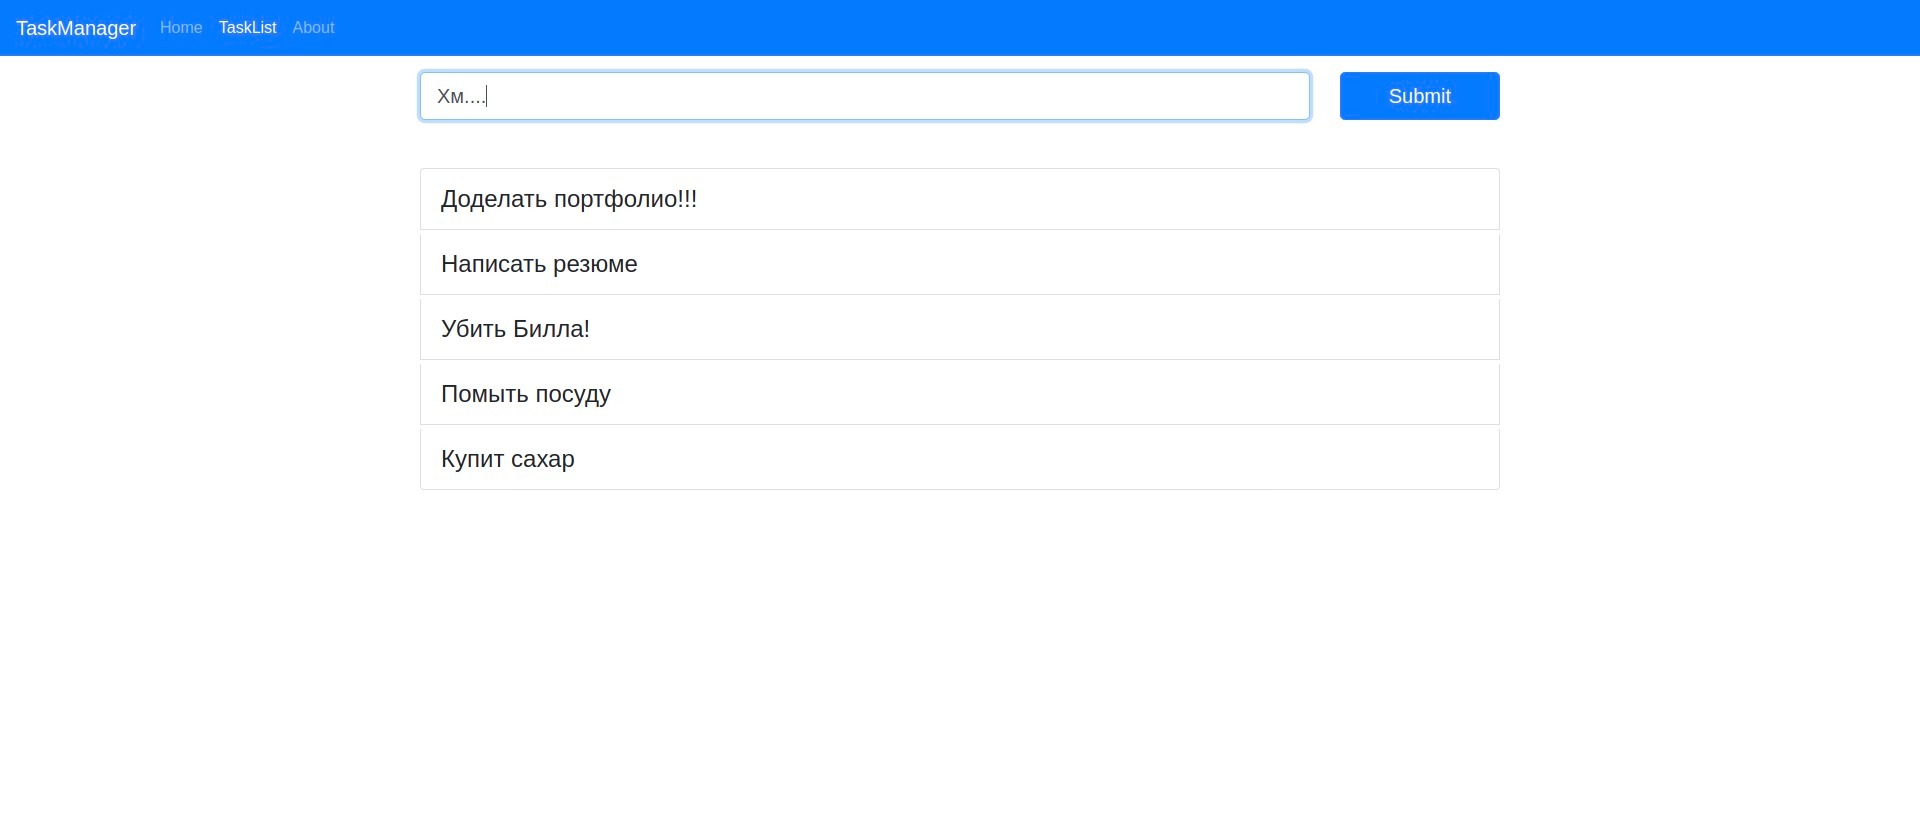 TaskManager Home TaskList About
Хм.... Submit
Доделать портфолио!!!
Написать резюме
Убить Билла!
Помыть посуду
Купит сахар